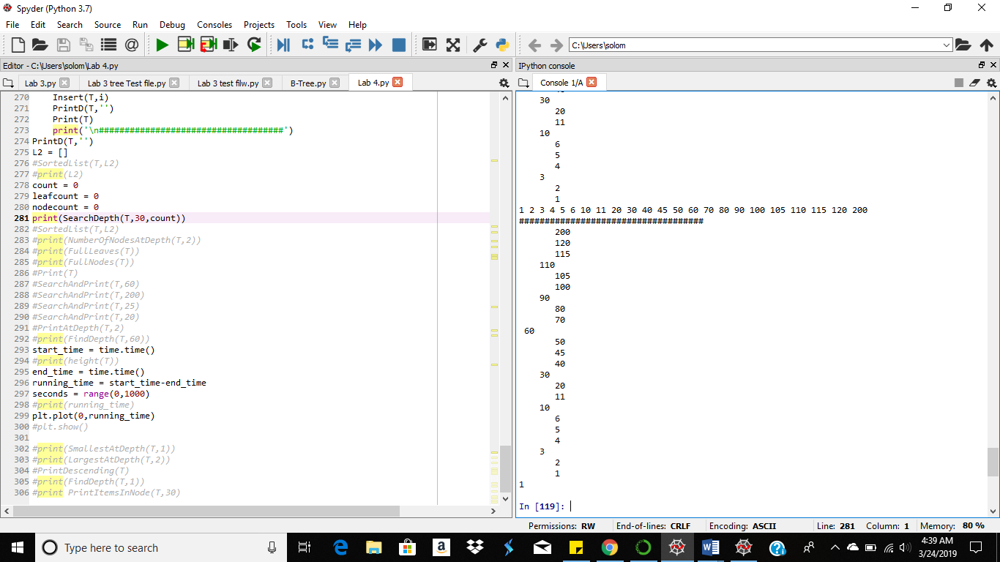 Spyder (Python 3.7)
File Edit Search Source Run Debug Consoles Projects Tools View Help
C:\Users\solom
Editor - C:\Users\solom\Lab 4.py
Lab 3.py Lab 3 tree Test file.py Lab 3 test filw.py B-Tree.py Lab 4.py
270 Insert(T,i)
271 PrintD(T,'')
272 Print(T)
273 print('\n####################################')
274 PrintD(T,'')
275 L2 = []
276 #SortedList(T,L2)
277 #print(L2)
278 count = 0
279 leafcount = 0
280 nodecount = 0
281 print(SearchDepth(T,30,count))
282 #SortedList(T,L2)
283 #print(NumberOfNodesAtDepth(T,2))
284 #print(FullLeaves(T))
285 #print(FullNodes(T))
286 #Print(T)
287 #SearchAndPrint(T,60)
288 #SearchAndPrint(T,200)
289 #SearchAndPrint(T,25)
290 #SearchAndPrint(T,20)
291 #PrintAtDepth(T,2)
292 #print(FindDepth(T,60))
293 start_time = time.time()
294 #print(height(T))
295 end_time = time.time()
296 running_time = start_time-end_time
297 seconds = range(0,1000)
298 #print(running_time)
299 plt.plot(0,running_time)
300 #plt.show()
301
302 #print(SmallestAtDepth(T,1))
303 #print(LargestAtDepth(T,2))
304 #PrintDescending(T)
305 #print(FindDepth(T,1))
306 #print PrintItemsInNode(T,30)
IPython console
Console 1/A
30
20
11
10
6
5
4
3
2
1
1 2 3 4 5 6 10 11 20 30 40 45 50 60 70 80 90 100 105 110 115 120 200
####################################
200
120
115
110
105
100
90
80
70
60
50
45
40
30
20
11
10
6
5
4
3
2
1
1
In [119]:
Permissions: RW End-of-lines: CRLF Encoding: ASCII Line: 281 Column: 1 Memory: 80 %
Type here to search
4:39 AM
3/24/2019